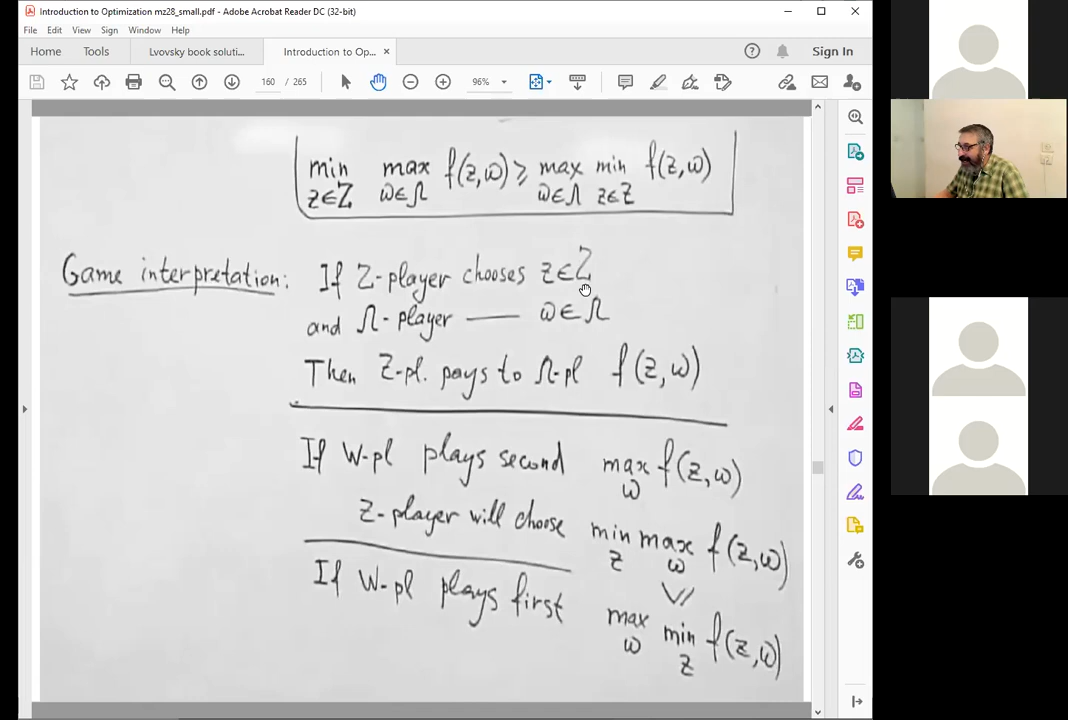 Introduction to Optimization mz28_small.pdf - Adobe Acrobat Reader DC (32-bit)
File Edit View Sign Window Help
Home Tools Lvovsky book soluti... Introduction to Op... × Sign In
160 / 265 96%
min max f(z,ω) ⩾ max min f(z,ω)
z∈Z ω∈Ω ω∈Ω z∈Z
Game interpretation: If Z-player chooses z∈Z
and Ω-player —— ω∈Ω
Then Z-pl. pays to Ω-pl f(z,ω)
If W-pl plays second max f(z,ω)
ω
Z-player will choose min max f(z,ω)
z ω
If W-pl plays first max min f(z,ω)
ω z